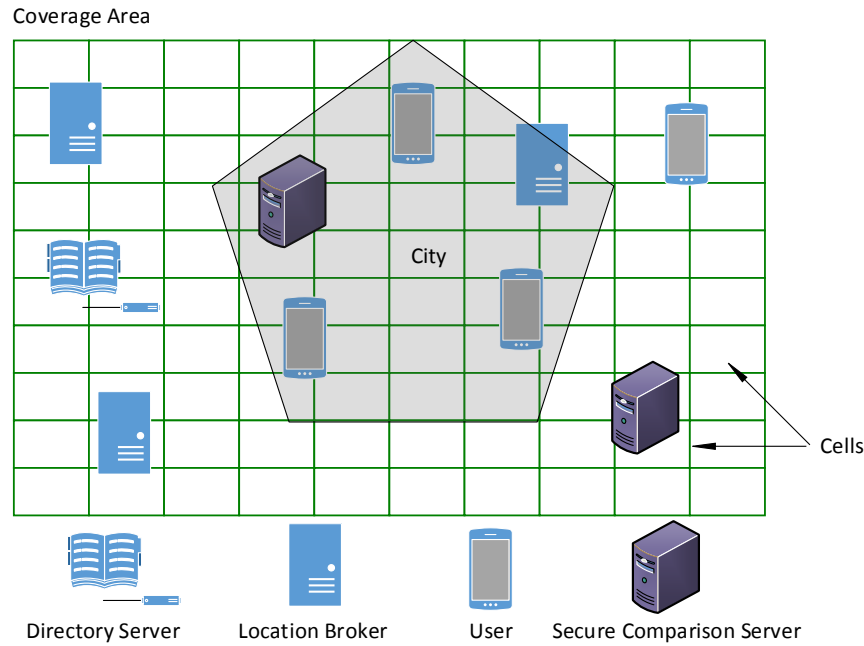 Coverage Area
City
Cells
Directory Server
Location Broker
User
Secure Comparison Server